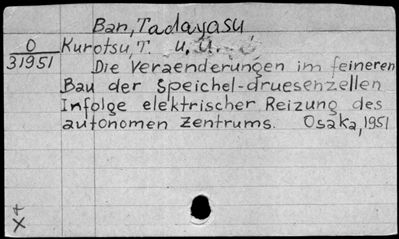 Ban, Tadayasu
O Kurotsu, T. u,
31951 Die Veraenderungen im feineren
Bau der Speichel-druesenzellen
Infolge elektrischer Reizung des
autonomen Zentrums. Osaka, 1951